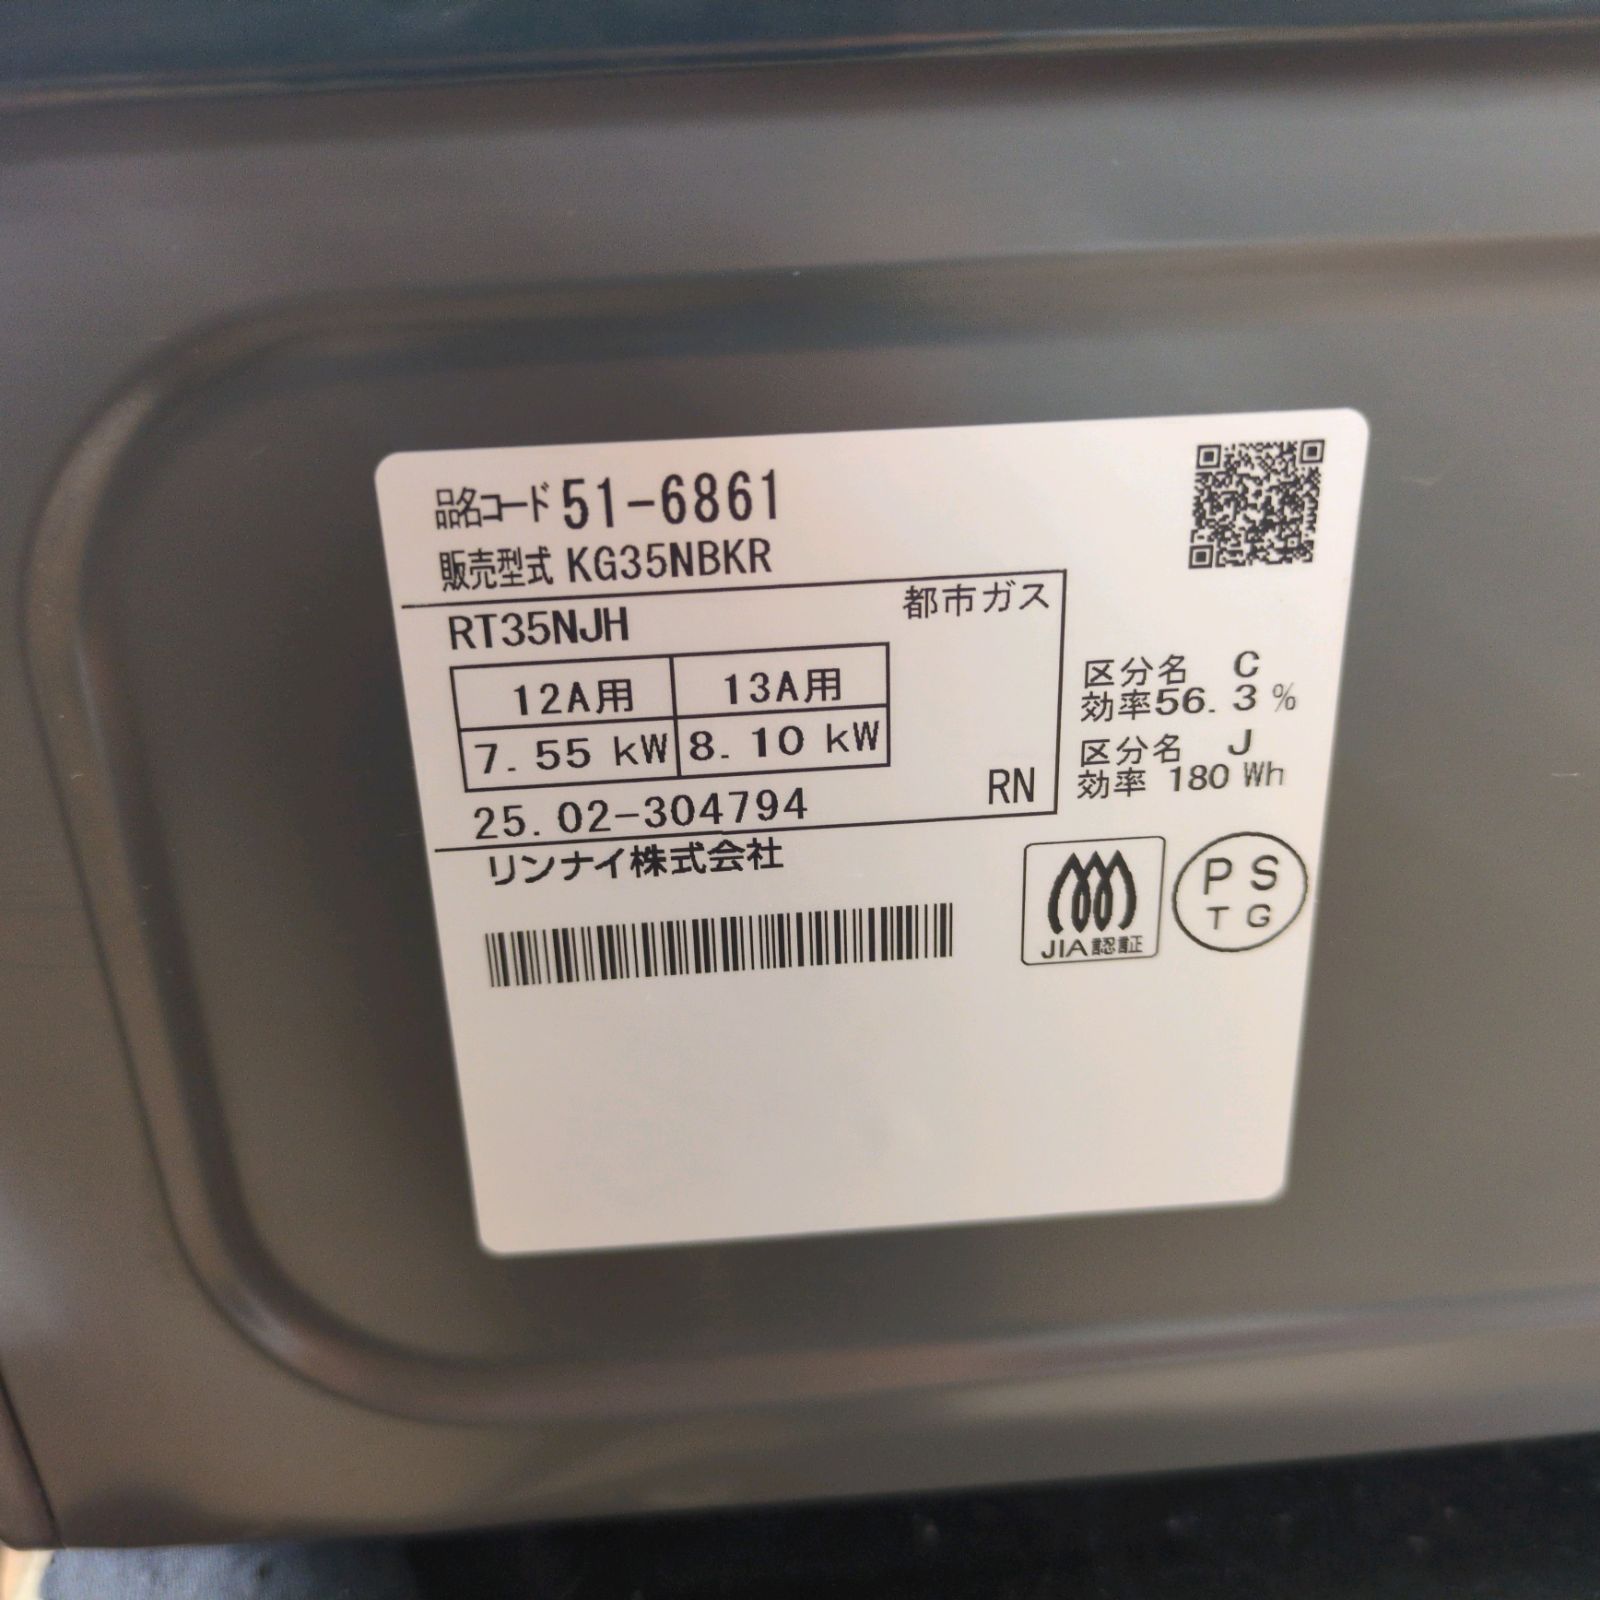 品名コード 51-6861
販売型式 KG35NBKR
RT35NJH
都市ガス
12A用 13A用
7.55 kW 8.10 kW
25.02-304794
RN
リンナイ株式会社
区分名 C
効率56.3%
区分名 J
効率 180 Wh
JIA認証
PS
TG